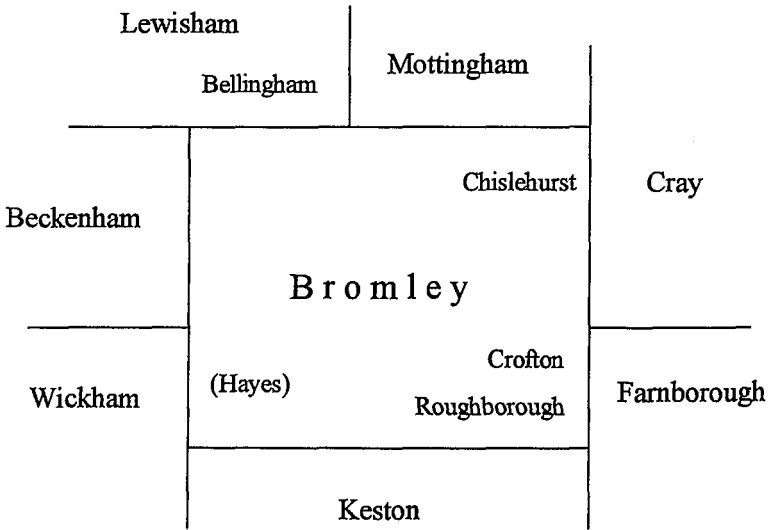 Lewisham
Mottingham
Bellingham
Chislehurst
Cray
Beckenham
Bromley
Crofton
(Hayes)
Farnborough
Wickham
Roughborough
Keston